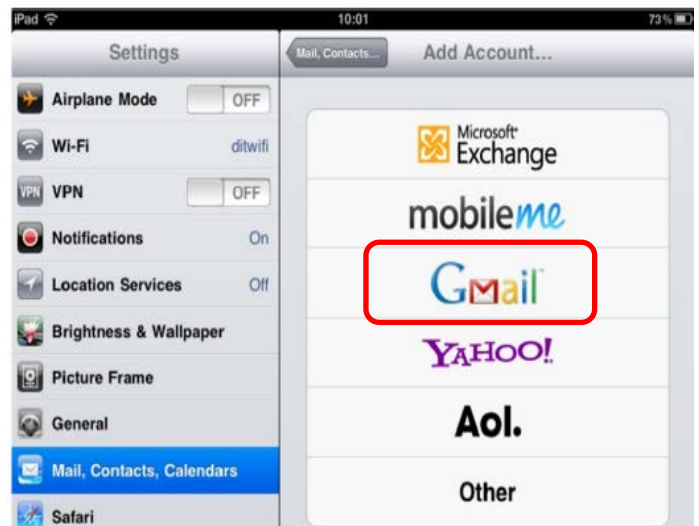 iPad 10:01 73%
Settings
Mail, Contacts... Add Account...
Airplane Mode OFF
Wi-Fi ditwifi
VPN VPN OFF
Notifications On
Location Services Off
Brightness & Wallpaper
Picture Frame
General
Mail, Contacts, Calendars
Safari
Microsoft
Exchange
mobileme
Gmail
YAHOO!
Aol.
Other